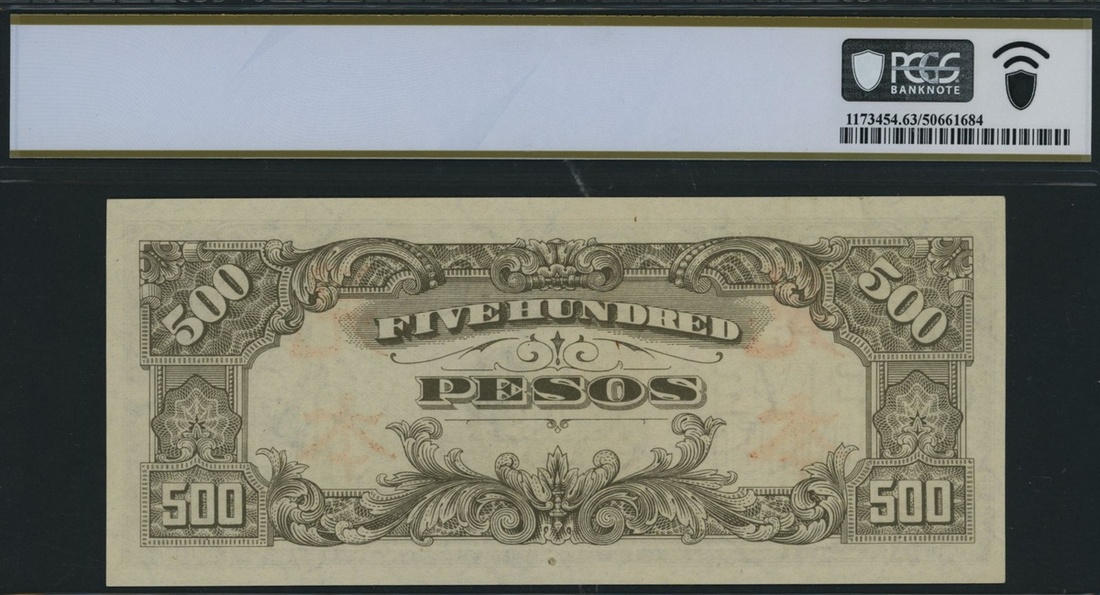 PCGS
BANKNOTE
1173454.63/50661684
500
500
FIVE HUNDRED
PESOS
500
500